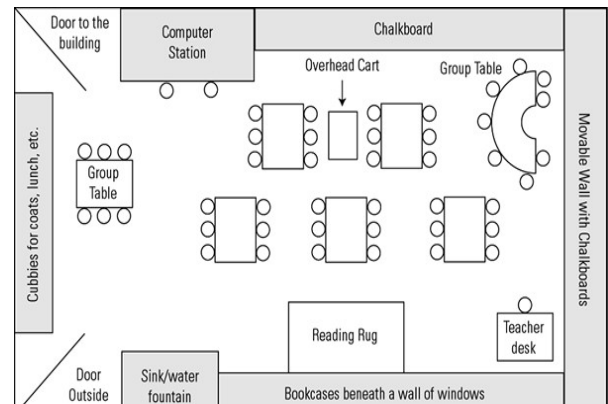 Door to the
building
Computer
Station
Chalkboard
Overhead Cart
Group Table
Cubbies for coats, lunch, etc.
Group
Table
Movable Wall with Chalkboards
Reading Rug
Teacher
desk
Door
Outside
Sink/water
fountain
Bookcases beneath a wall of windows